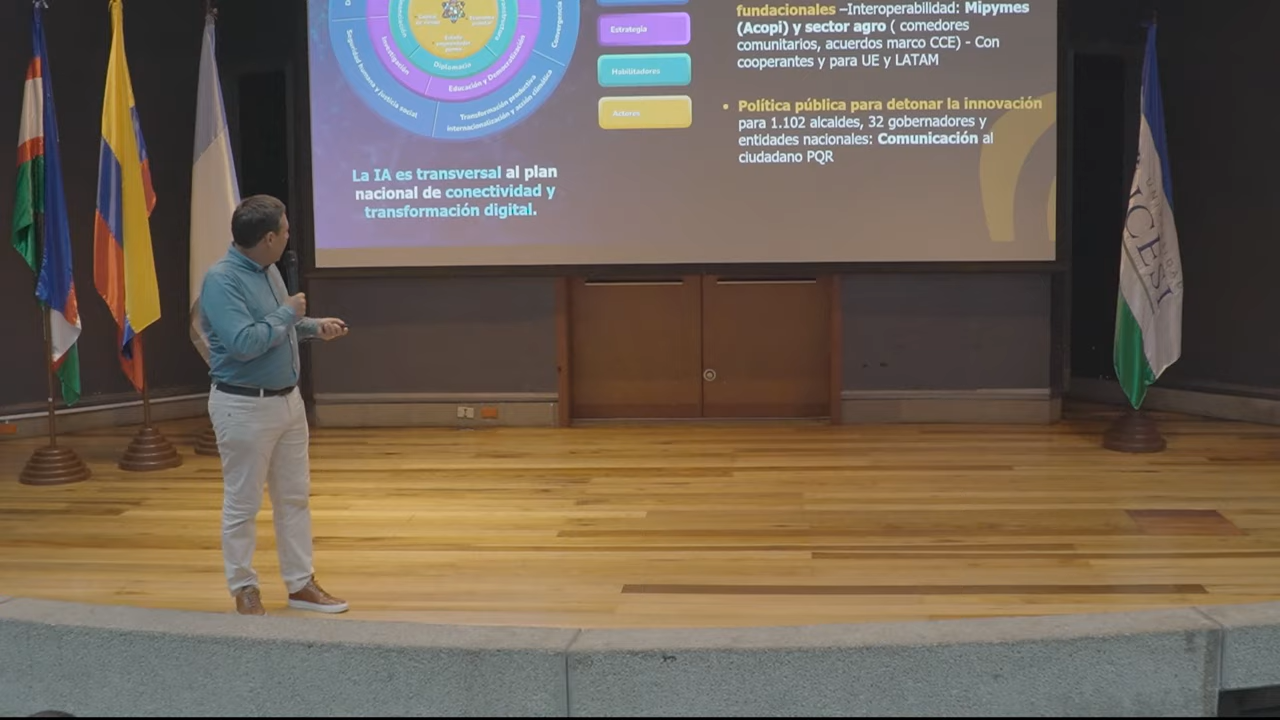 Convergencia
Seguridad humana y justicia social
Investigación
Diplomacia
Educación y Democratización
Transformación productiva
internacionalización y acción climática
Estrategia
Habilitadores
Actores
La IA es transversal al plan
nacional de conectividad y
transformación digital.
fundacionales –Interoperabilidad: Mipymes
(Acopi) y sector agro ( comedores
comunitarios, acuerdos marco CCE) - Con
cooperantes y para UE y LATAM
• Política pública para detonar la innovación
para 1.102 alcaldes, 32 gobernadores y
entidades nacionales: Comunicación al
ciudadano PQR
ICESI